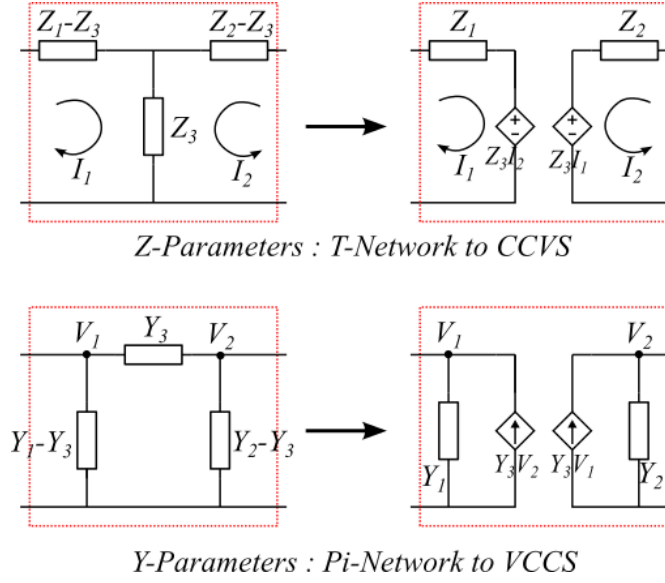 Z₁-Z₃ Z₂-Z₃ Z₁ Z₂
Z₃
I₁ I₂ I₁ Z₃I₂ Z₃I₁ I₂
Z-Parameters : T-Network to CCVS
V₁ Y₃ V₂ V₁ V₂
Y₁-Y₃ Y₂-Y₃ Y₁ Y₃V₂ Y₃V₁ Y₂
Y-Parameters : Pi-Network to VCCS